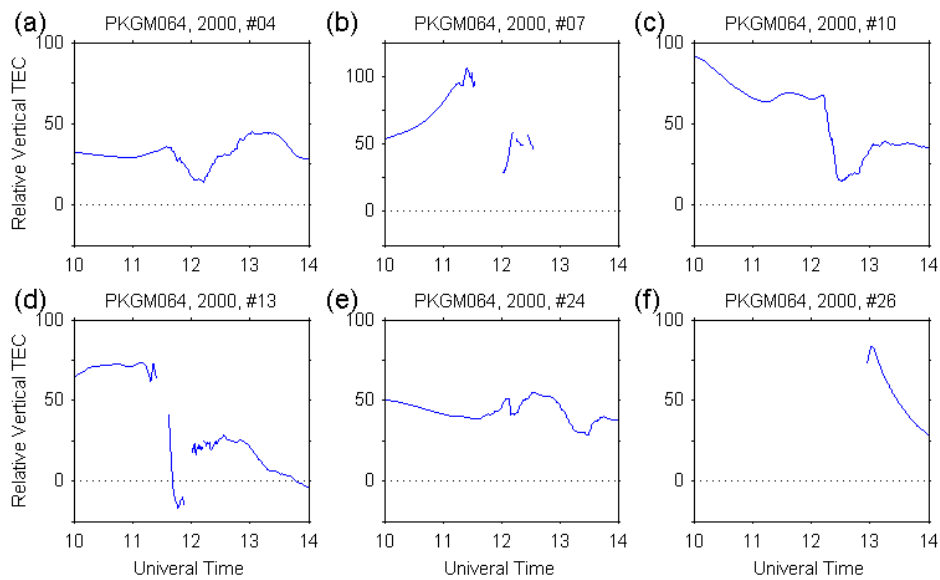 (a) PKGM064, 2000, #04
(b) PKGM064, 2000, #07
(c) PKGM064, 2000, #10
Relative Vertical TEC
100
50
0
10 11 12 13 14
100
50
0
10 11 12 13 14
100
50
0
10 11 12 13 14
(d) PKGM064, 2000, #13
(e) PKGM064, 2000, #24
(f) PKGM064, 2000, #26
Relative Vertical TEC
100
50
0
10 11 12 13 14
Univeral Time
100
50
0
10 11 12 13 14
Univeral Time
100
50
0
10 11 12 13 14
Univeral Time